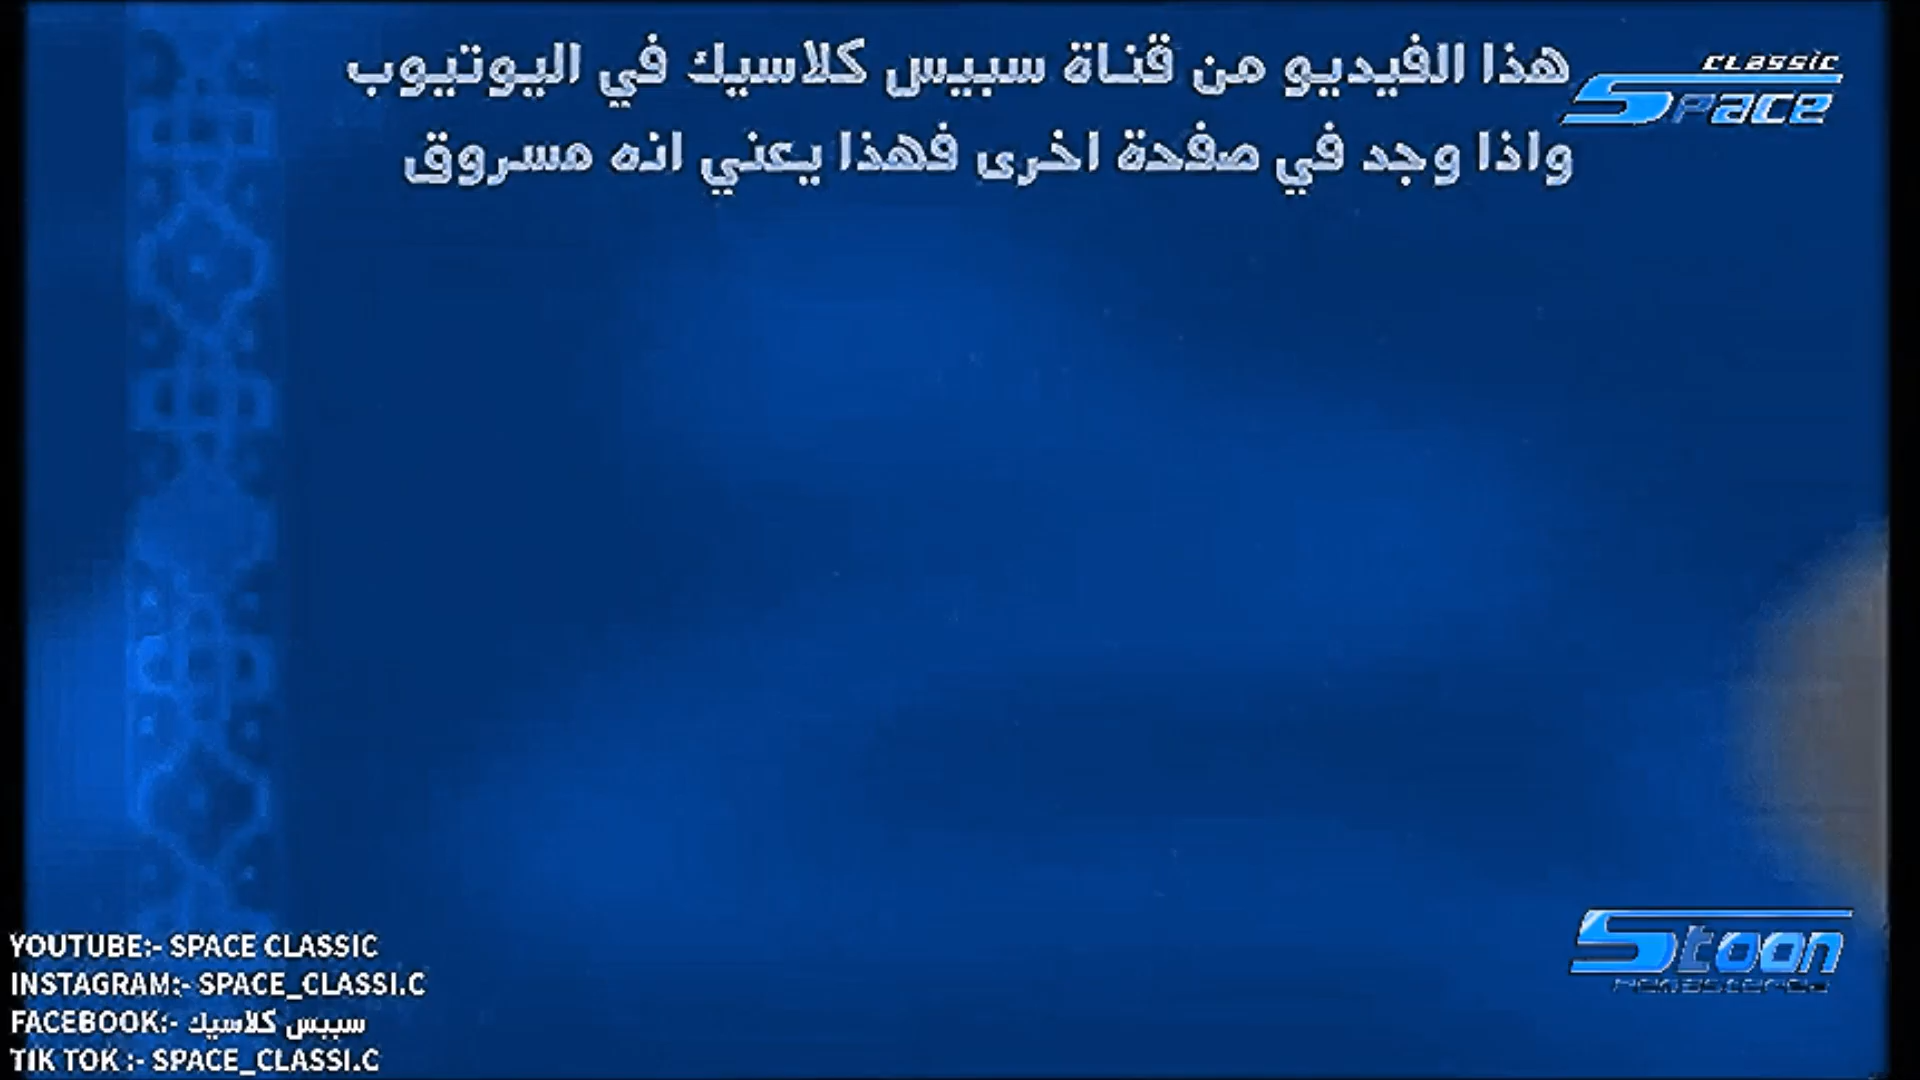 هذا الفيديو من قناة سبيس كلاسيك في اليوتيوب
واذا وجد في صفحة اخرى فهذا يعني انه مسروق
CLASSIC
SPACE
Stoon
remastered
YOUTUBE:- SPACE CLASSIC
INSTAGRAM:- SPACE_CLASSI.C
FACEBOOK:- سبيس كلاسيك
TIK TOK :- SPACE_CLASSI.C